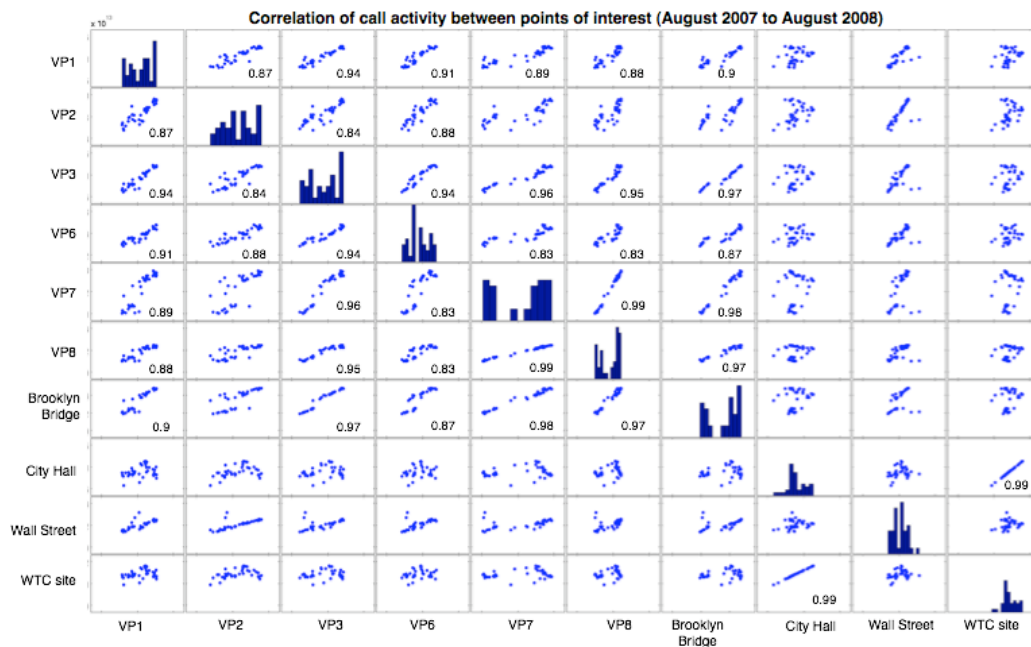 Correlation of call activity between points of interest (August 2007 to August 2008)
VP1
0.87
0.94
0.91
0.89
0.88
0.9
VP2
0.87
0.84
0.88
VP3
0.94
0.84
0.94
0.96
0.95
0.97
VP6
0.91
0.88
0.94
0.83
0.83
0.87
VP7
0.89
0.96
0.83
0.99
0.98
VP8
0.88
0.95
0.83
0.99
0.97
Brooklyn
Bridge
0.9
0.97
0.87
0.98
0.97
City Hall
0.99
Wall Street
WTC site
0.99
VP1
VP2
VP3
VP6
VP7
VP8
Brooklyn
Bridge
City Hall
Wall Street
WTC site